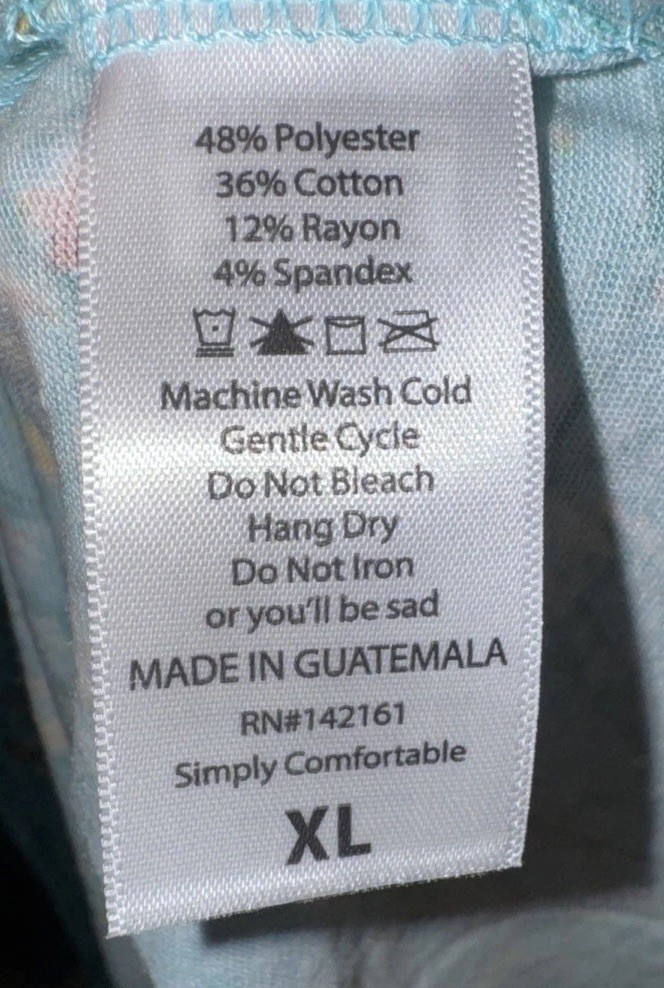 48% Polyester
36% Cotton
12% Rayon
4% Spandex
Machine Wash Cold
Gentle Cycle
Do Not Bleach
Hang Dry
Do Not Iron
or you'll be sad
MADE IN GUATEMALA
RN#142161
Simply Comfortable
XL